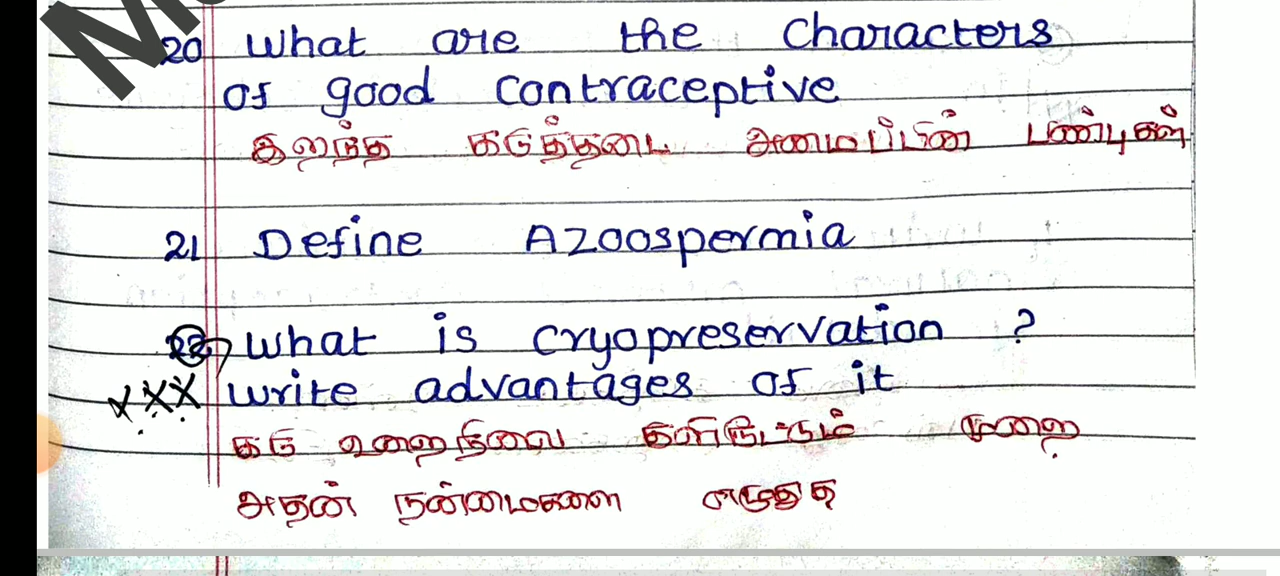 20 What are the Characters
of good Contraceptive
சிறந்த கருத்தடை அமைப்பின் பண்புகள்
21 Define Azoospermia
22 What is cryopreservation ?
xxx write advantages of it
கரு உறைநிலை குளிரூட்டும் முறை
அதன் நன்மைகளை எழுதுக